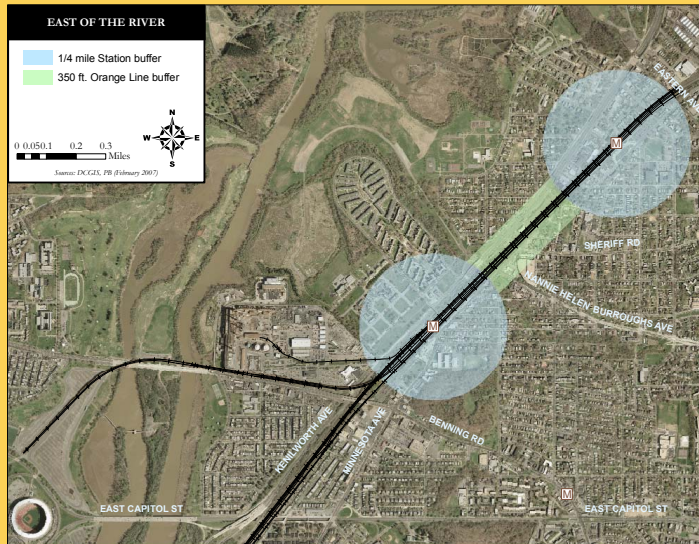 EAST OF THE RIVER
1/4 mile Station buffer
350 ft. Orange Line buffer
N
W E
S
0 0.05 0.1 0.2 0.3
Miles
Sources: DCGIS, PB (February 2007)
EASTERN
M
SHERIFF RD
NANNIE HELEN BURROUGHS AVE
M
KENILWORTH AVE
MINNESOTA AVE
BENNING RD
M
EAST CAPITOL ST
EAST CAPITOL ST